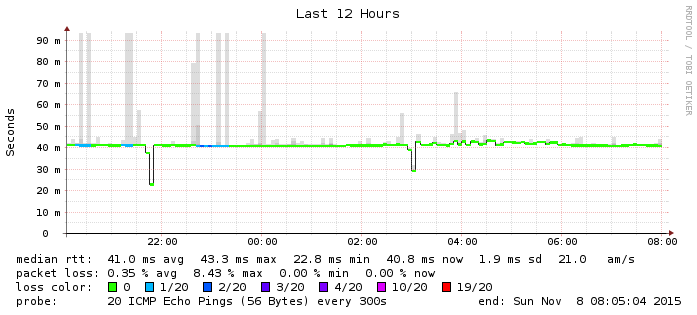 Last 12 Hours
RRDTOOL / TOBI OETIKER
Seconds
90 m
80 m
70 m
60 m
50 m
40 m
30 m
20 m
10 m
0
22:00 00:00 02:00 04:00 06:00 08:00
median rtt: 41.0 ms avg 43.3 ms max 22.8 ms min 40.8 ms now 1.9 ms sd 21.0 am/s
packet loss: 0.35 % avg 8.43 % max 0.00 % min 0.00 % now
loss color: 0 1/20 2/20 3/20 4/20 10/20 19/20
probe: 20 ICMP Echo Pings (56 Bytes) every 300s end: Sun Nov 8 08:05:04 2015